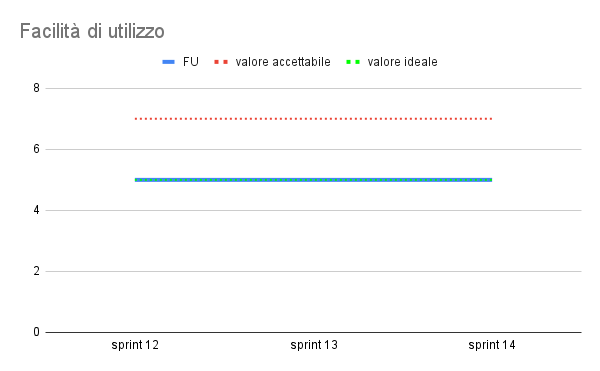 Facilità di utilizzo
FU valore accettabile valore ideale
8
6
4
2
0
sprint 12 sprint 13 sprint 14